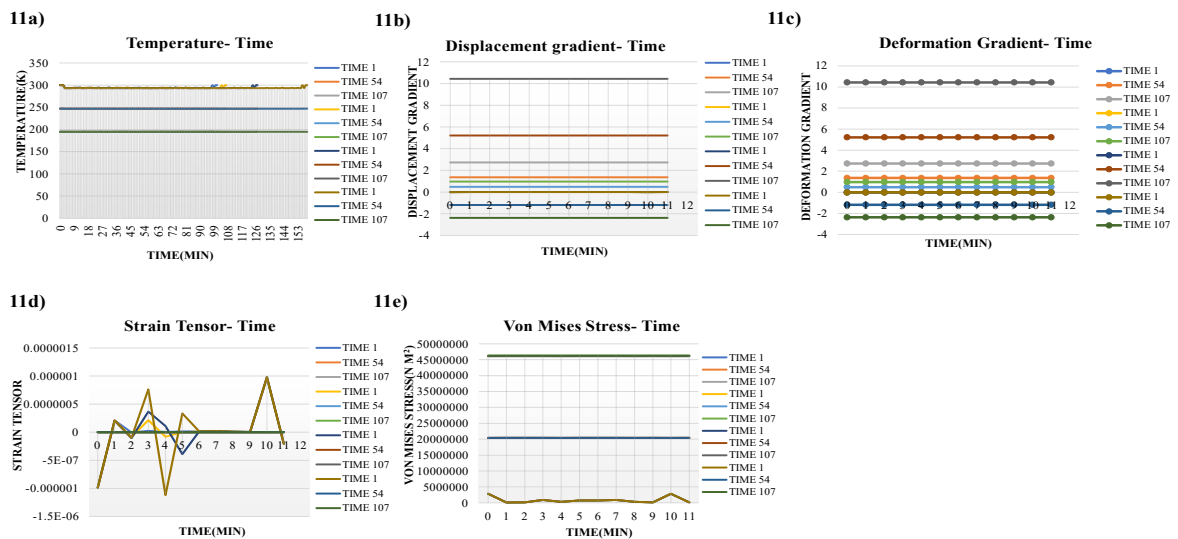 11a)
Temperature- Time
TEMPERATURE(K)
350
300
250
200
150
100
50
0
0 9 18 27 36 45 54 63 72 81 90 99 108 117 126 135 144 153
TIME(MIN)
TIME 1
TIME 54
TIME 107
TIME 1
TIME 54
TIME 107
TIME 1
TIME 54
TIME 107
TIME 1
TIME 54
TIME 107
11b)
Displacement gradient- Time
DISPLACEMENT GRADIENT
12
10
8
6
4
2
0
-2
-4
0 1 2 3 4 5 6 7 8 9 10 11 12
TIME(MIN)
TIME 1
TIME 54
TIME 107
TIME 1
TIME 54
TIME 107
TIME 1
TIME 54
TIME 107
TIME 1
TIME 54
TIME 107
11c)
Deformation Gradient- Time
DEFORMATION GRADIENT
12
10
8
6
4
2
0
-2
-4
0 1 2 3 4 5 6 7 8 9 10 11 12
TIME(MIN)
TIME 1
TIME 54
TIME 107
TIME 1
TIME 54
TIME 107
TIME 1
TIME 54
TIME 107
TIME 1
TIME 54
TIME 107
11d)
Strain Tensor- Time
STRAIN TENSOR
0.0000015
0.000001
0.0000005
0
-5E-07
-0.000001
-1.5E-06
0 1 2 3 4 5 6 7 8 9 10 11 12
TIME(MIN)
TIME 1
TIME 54
TIME 107
TIME 1
TIME 54
TIME 107
TIME 1
TIME 54
TIME 107
TIME 1
TIME 54
TIME 107
11e)
Von Mises Stress- Time
VON MISES STRESS(N M²)
50000000
45000000
40000000
35000000
30000000
25000000
20000000
15000000
10000000
5000000
0
0 1 2 3 4 5 6 7 8 9 10 11
TIME(MIN)
TIME 1
TIME 54
TIME 107
TIME 1
TIME 54
TIME 107
TIME 1
TIME 54
TIME 107
TIME 1
TIME 54
TIME 107